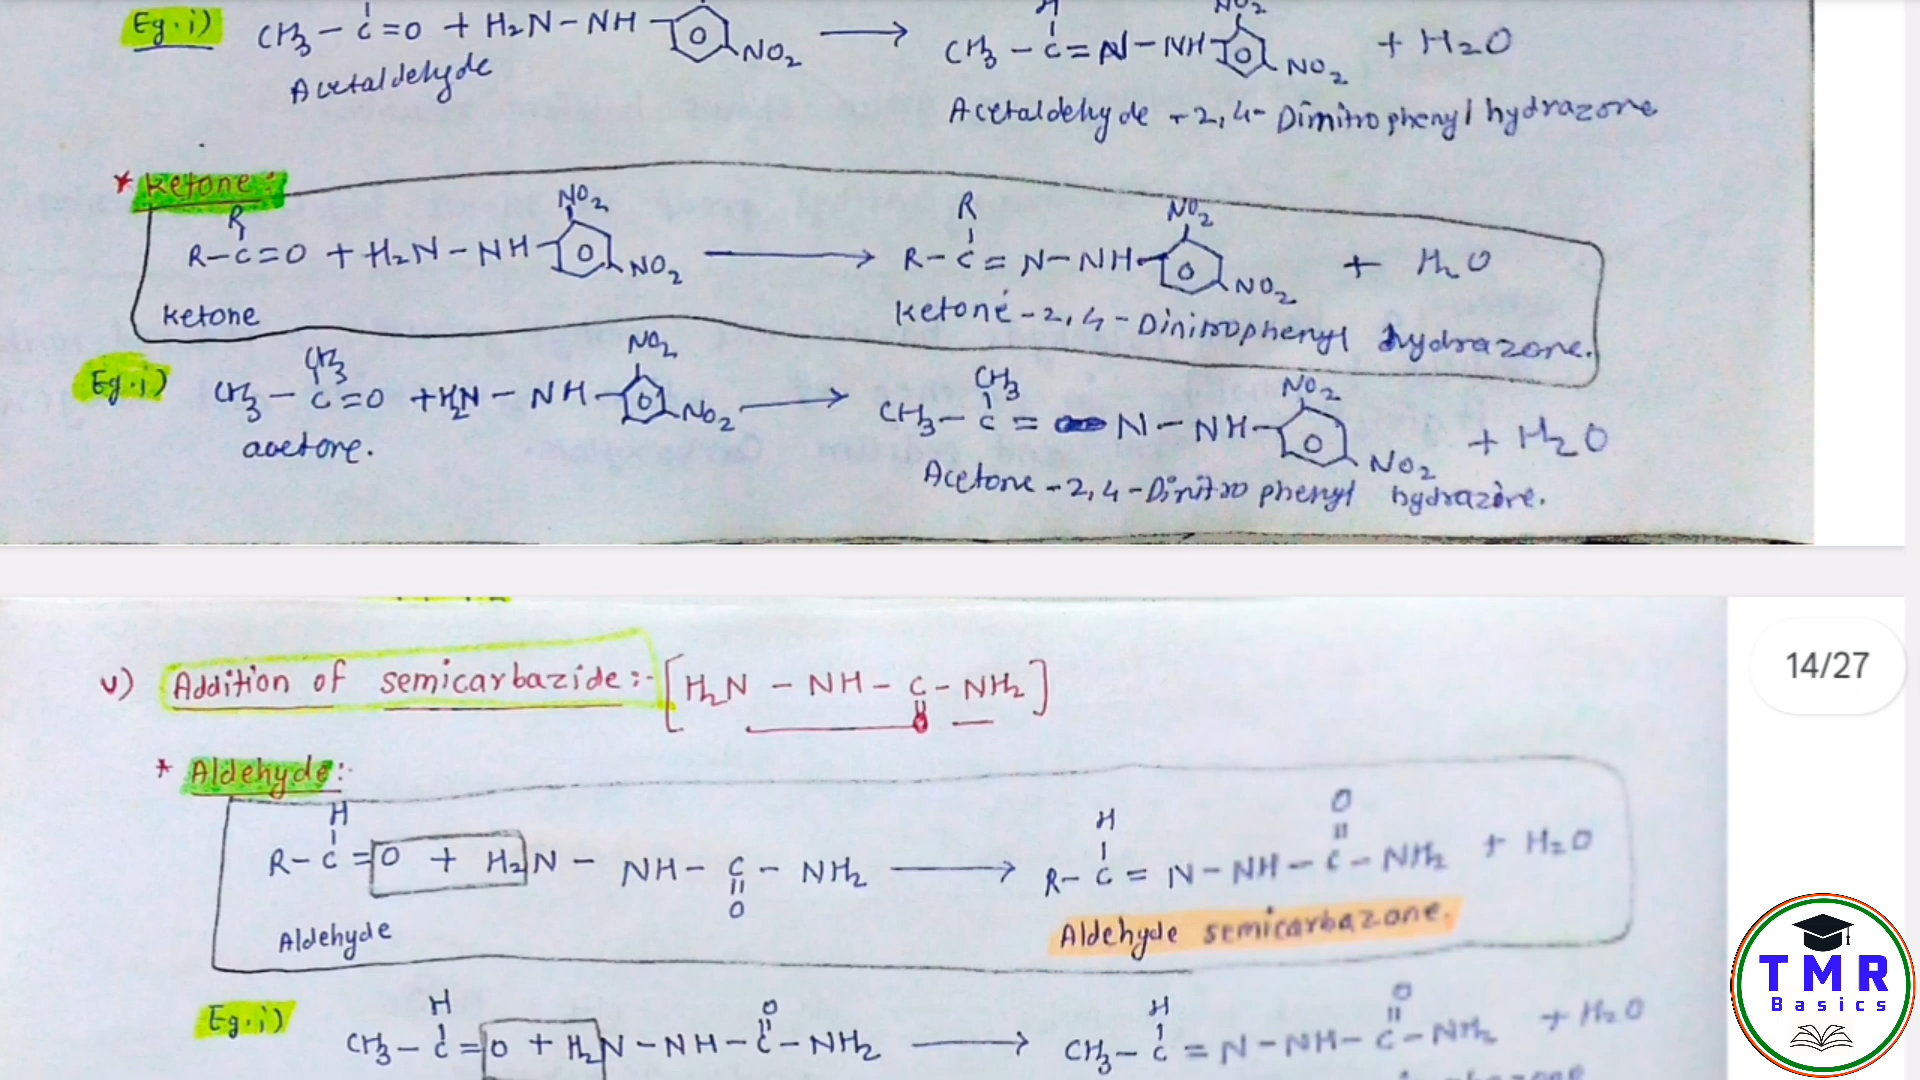 Eg.i) CH3 - C = O + H2N - NH - NO2 → CH3 - C = N - NH - NO2 NO2 + H2O
Acetaldehyde
Acetaldehyde - 2,4- Dinitrophenyl hydrazone
* Ketone:
R NO2 R NO2
R - C = O + H2N - NH - NO2 → R - C = N - NH - NO2 + H2O
ketone
ketone - 2,4 - Dinitrophenyl hydrazone.
CH3 NO2 CH3 NO2
Eg.i) CH3 - C = O + H2N - NH - NO2 → CH3 - C = N - NH - NO2 + H2O
acetone.
Acetone - 2,4 - Dinitro phenyl hydrazone.
14/27
v) Addition of semicarbazide :- [H2N - NH - C - NH2]
O
* Aldehyde:-
H H O
R - C = O + H2N - NH - C - NH2 → R - C = N - NH - C - NH2 + H2O
O
Aldehyde
Aldehyde semicarbazone.
H O H O
Eg.i) CH3 - C = O + H2N - NH - C - NH2 → CH3 - C = N - NH - C - NH2 + H2O
TMR
Basics